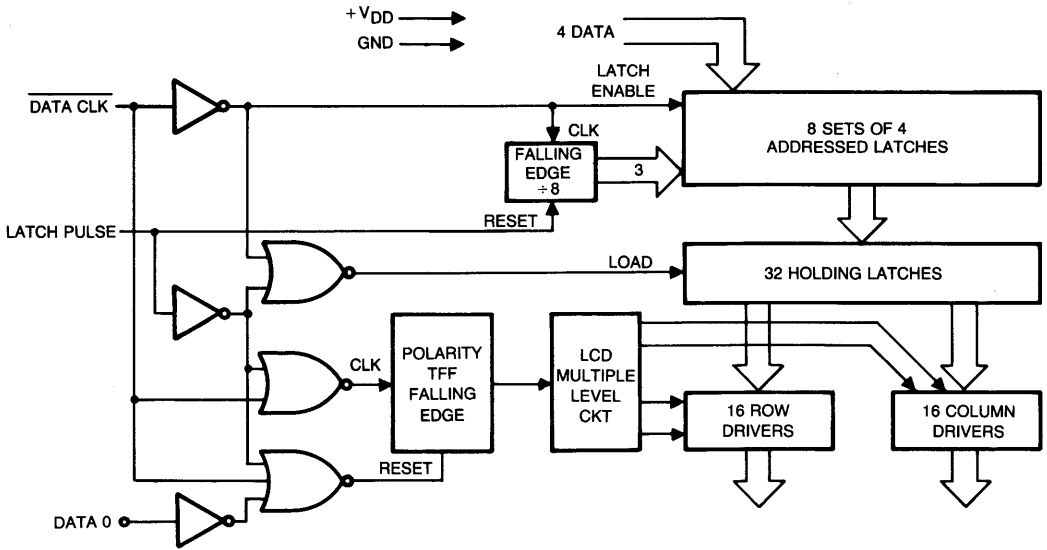 +VDD
GND
4 DATA
DATA CLK
LATCH
ENABLE
8 SETS OF 4
ADDRESSED LATCHES
CLK
FALLING
EDGE
÷8
3
RESET
LATCH PULSE
LOAD
32 HOLDING LATCHES
CLK
POLARITY
TFF
FALLING
EDGE
LCD
MULTIPLE
LEVEL
CKT
16 ROW
DRIVERS
16 COLUMN
DRIVERS
RESET
DATA 0